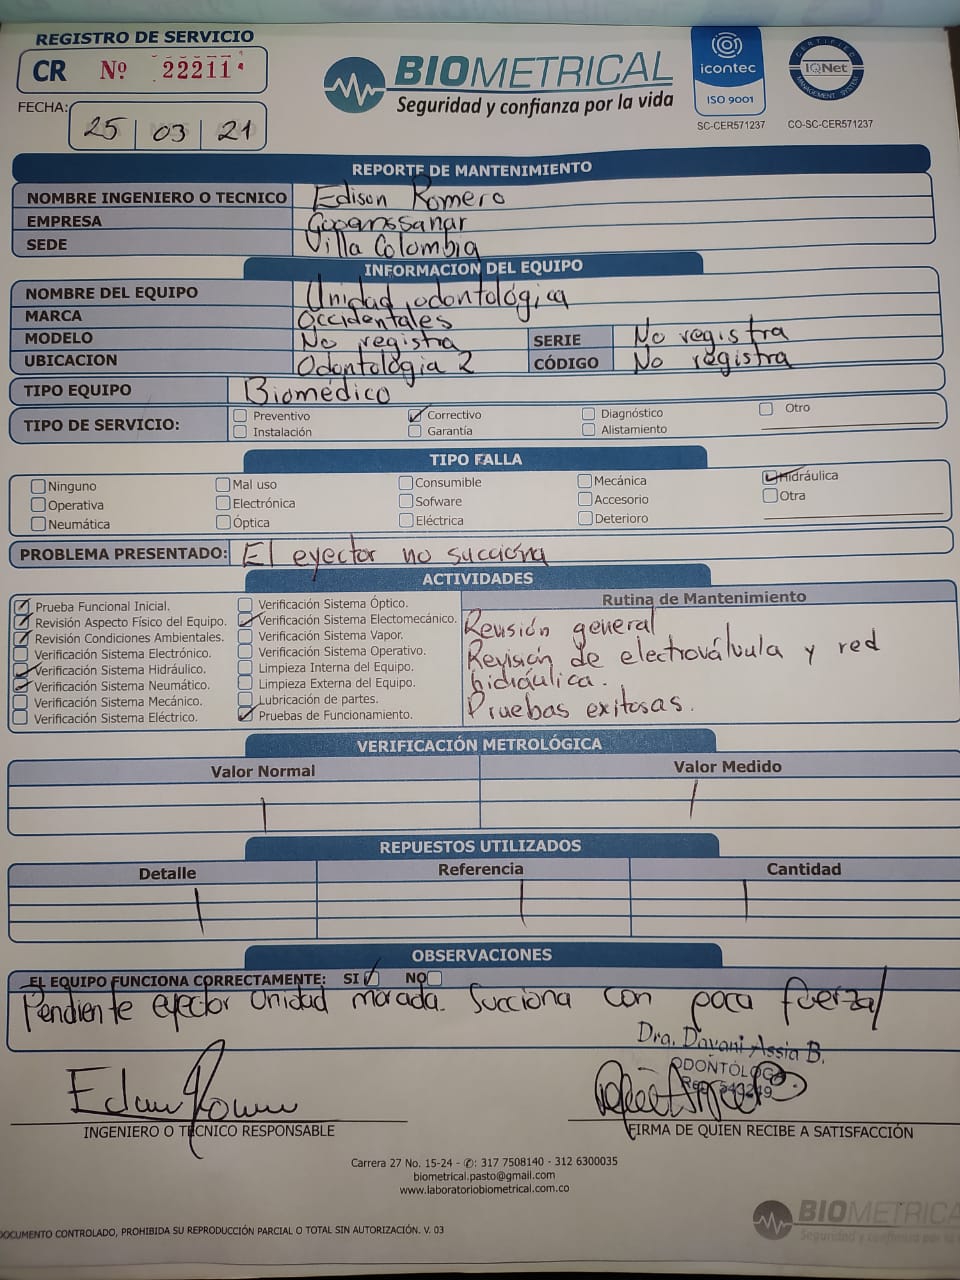 REGISTRO DE SERVICIO
CR Nº 22211
FECHA: 25 03 21
BIOMETRICAL
Seguridad y confianza por la vida
icontec
ISO 9001
SC-CER571237
CERTIFIED
IQNet
MANAGEMENT SYSTEM
CO-SC-CER571237
REPORTE DE MANTENIMIENTO
NOMBRE INGENIERO O TECNICO Edison Romero
EMPRESA Gooanssanar
SEDE Villa Colombia
INFORMACION DEL EQUIPO
NOMBRE DEL EQUIPO Unidad odontológica
MARCA Occidentales
MODELO No registra SERIE No registra
UBICACION Odontologia 2 CÓDIGO No registra
TIPO EQUIPO Biomédico
TIPO DE SERVICIO: Preventivo Correctivo Diagnóstico Otro
Instalación Garantía Alistamiento
TIPO FALLA
Ninguno Mal uso Consumible Mecánica Hidráulica
Operativa Electrónica Sofware Accesorio Otra
Neumática Óptica Eléctrica Deterioro
PROBLEMA PRESENTADO: El eyector no succiona
ACTIVIDADES
Prueba Funcional Inicial.
Revisión Aspecto Físico del Equipo.
Revisión Condiciones Ambientales.
Verificación Sistema Electrónico.
Verificación Sistema Hidráulico.
Verificación Sistema Neumático.
Verificación Sistema Mecánico.
Verificación Sistema Eléctrico.
Verificación Sistema Óptico.
Verificación Sistema Electomecánico.
Verificación Sistema Vapor.
Verificación Sistema Operativo.
Limpieza Interna del Equipo.
Limpieza Externa del Equipo.
Lubricación de partes.
Pruebas de Funcionamiento.
Rutina de Mantenimiento
Revisión general
Revisión de electroválvula y red
hidráulica.
Pruebas exitosas.
VERIFICACIÓN METROLÓGICA
Valor Normal Valor Medido
REPUESTOS UTILIZADOS
Detalle Referencia Cantidad
OBSERVACIONES
EL EQUIPO FUNCIONA CORRECTAMENTE: SI NO
Pendiente eyector Unidad morada. Succiona con poca fuerza
Dra. Davani Assia B.
ODONTÓLOGA
INGENIERO O TECNICO RESPONSABLE
FIRMA DE QUIEN RECIBE A SATISFACCIÓN
Carrera 27 No. 15-24 - ✆: 317 7508140 - 312 6300035
biometrical.pasto@gmail.com
www.laboratoriobiometrical.com.co
DOCUMENTO CONTROLADO, PROHIBIDA SU REPRODUCCIÓN PARCIAL O TOTAL SIN AUTORIZACIÓN. V. 03
BIOMETRICA
Seguridad y confianza por la